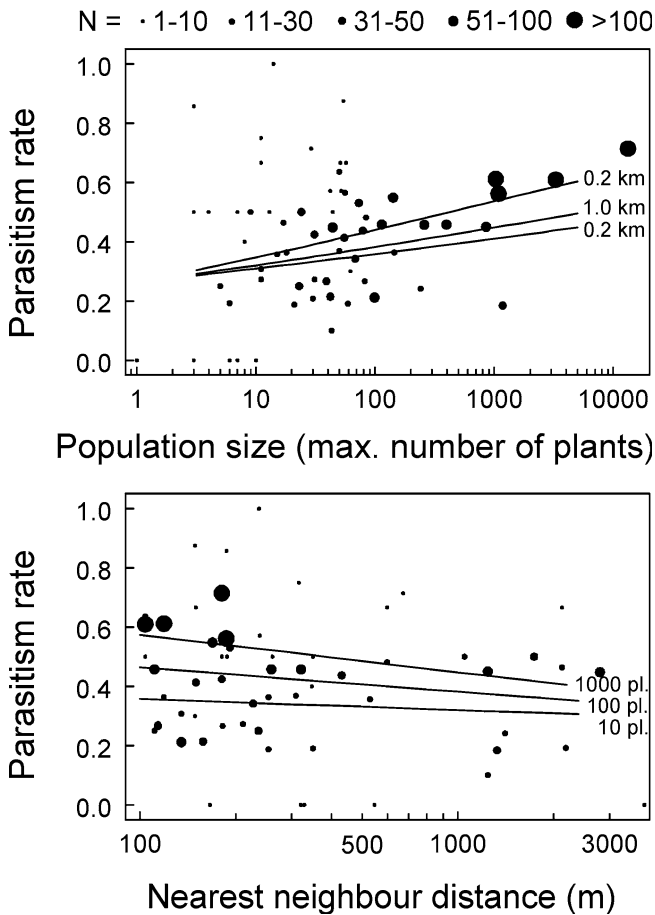 N = 1-10 11-30 31-50 51-100 >100
1.0
0.8
0.6
0.4
0.2
0.0
Parasitism rate
0.2 km
1.0 km
0.2 km
1 10 100 1000 10000
Population size (max. number of plants)
1.0
0.8
0.6
0.4
0.2
0.0
Parasitism rate
1000 pl.
100 pl.
10 pl.
100 500 1000 3000
Nearest neighbour distance (m)